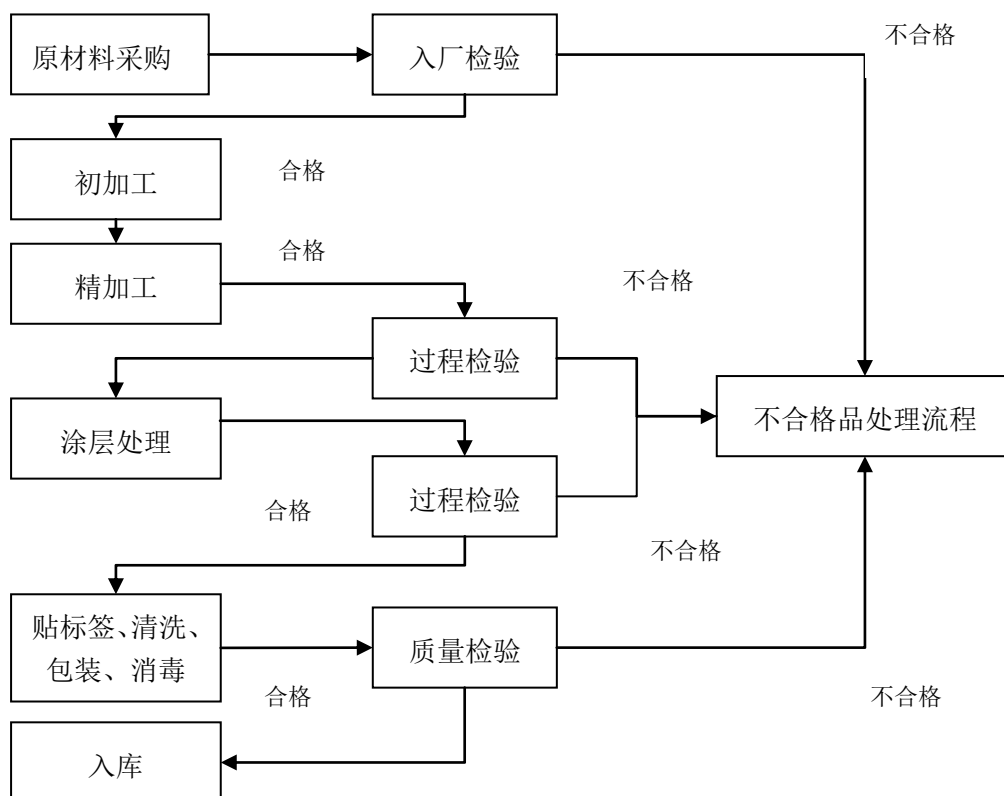 原材料采购
入厂检验
不合格
初加工
合格
精加工
合格
不合格
过程检验
涂层处理
不合格品处理流程
过程检验
合格
不合格
贴标签、清洗、
包装、消毒
质量检验
合格
不合格
入库